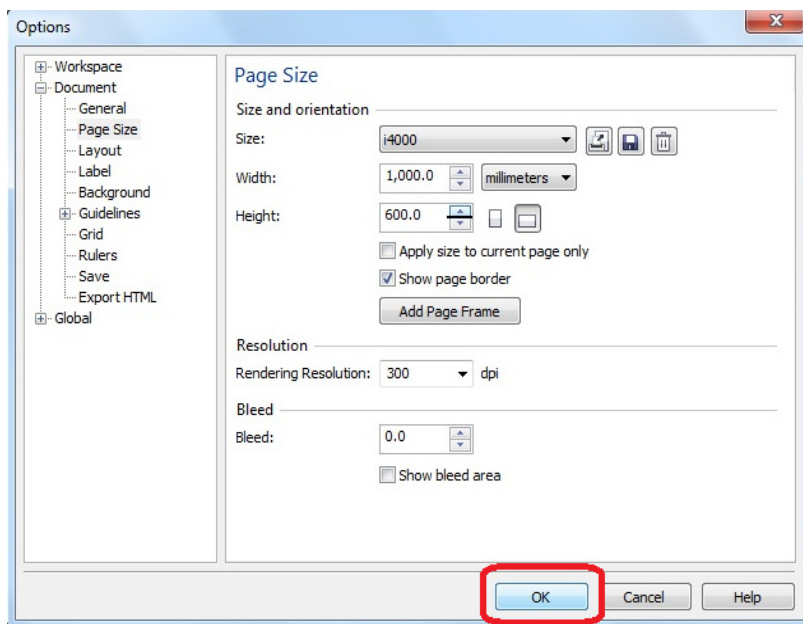 Options
Workspace
Document
General
Page Size
Layout
Label
Background
Guidelines
Grid
Rulers
Save
Export HTML
Global
Page Size
Size and orientation
Size: i4000
Width: 1,000.0 millimeters
Height: 600.0
Apply size to current page only
Show page border
Add Page Frame
Resolution
Rendering Resolution: 300 dpi
Bleed
Bleed: 0.0
Show bleed area
OK Cancel Help